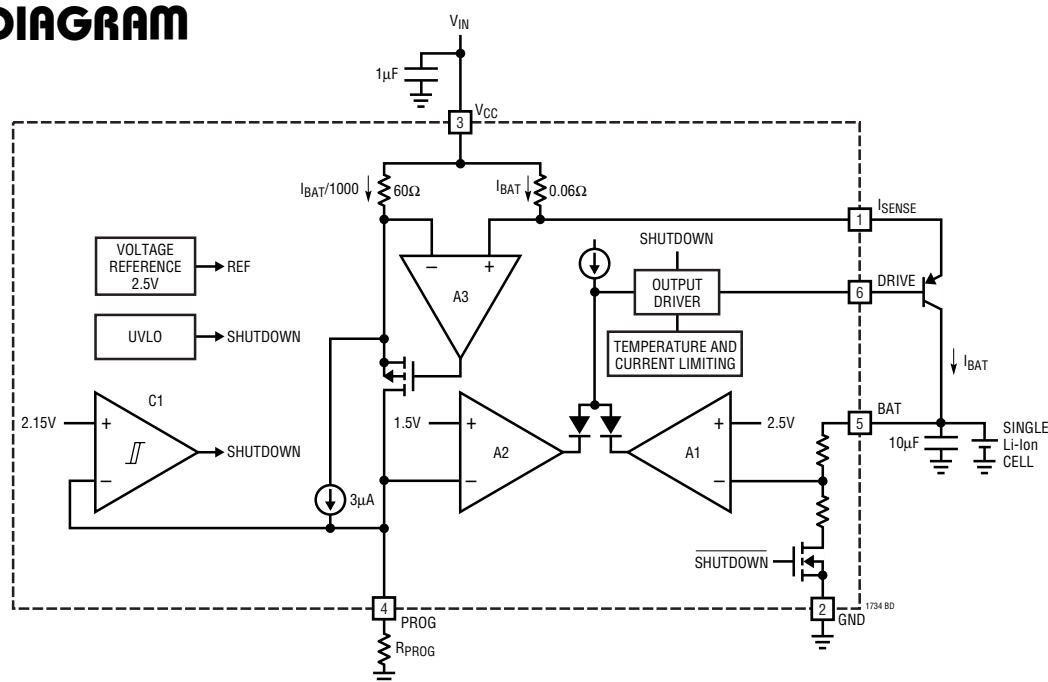 DIAGRAM
VIN
1µF
VCC
3
IBAT/1000
60Ω
IBAT
0.06Ω
ISENSE
1
VOLTAGE
REFERENCE
2.5V
REF
–
+
A3
SHUTDOWN
OUTPUT
DRIVER
DRIVE
6
UVLO
SHUTDOWN
TEMPERATURE AND
CURRENT LIMITING
IBAT
C1
2.15V
+
–
SHUTDOWN
1.5V
+
–
A2
A1
+
–
2.5V
BAT
5
10µF
SINGLE
Li-Ion
CELL
3µA
SHUTDOWN
4
PROG
RPROG
2
GND
1734 BD